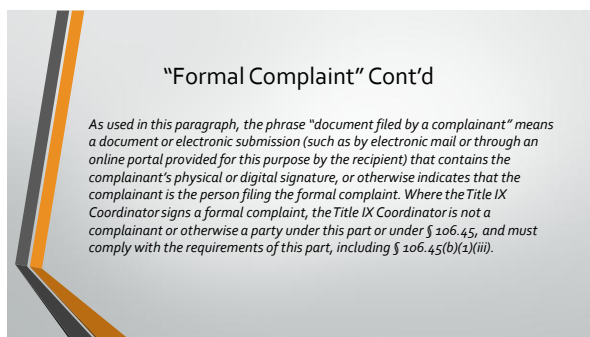 “Formal Complaint” Cont’d
As used in this paragraph, the phrase “document filed by a complainant” means
a document or electronic submission (such as by electronic mail or through an
online portal provided for this purpose by the recipient) that contains the
complainant’s physical or digital signature, or otherwise indicates that the
complainant is the person filing the formal complaint. Where the Title IX
Coordinator signs a formal complaint, the Title IX Coordinator is not a
complainant or otherwise a party under this part or under § 106.45, and must
comply with the requirements of this part, including § 106.45(b)(1)(iii).